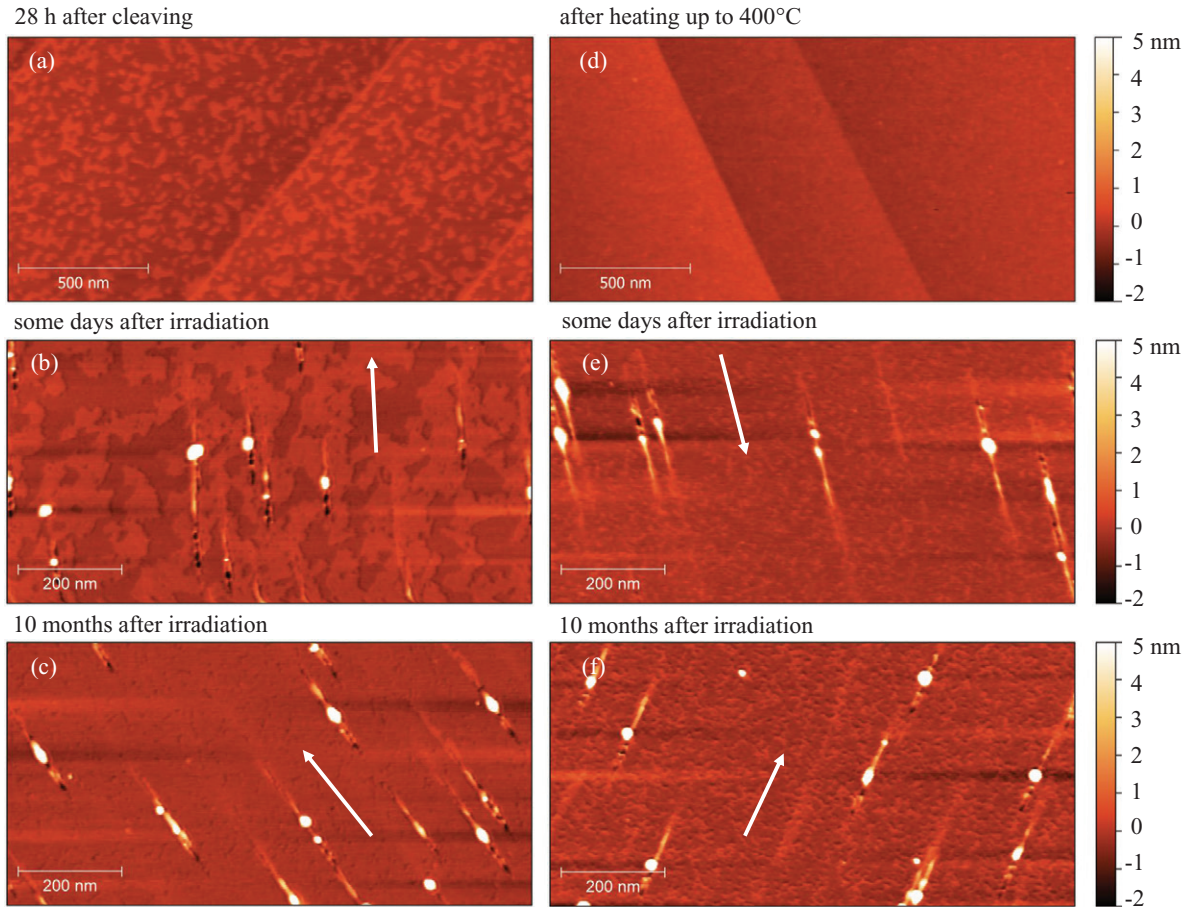 28 h after cleaving
after heating up to 400°C
(a)
500 nm
(d)
500 nm
5 nm
4
3
2
1
0
-1
-2
some days after irradiation
some days after irradiation
(b)
200 nm
(e)
200 nm
5 nm
4
3
2
1
0
-1
-2
10 months after irradiation
10 months after irradiation
(c)
200 nm
(f)
200 nm
5 nm
4
3
2
1
0
-1
-2